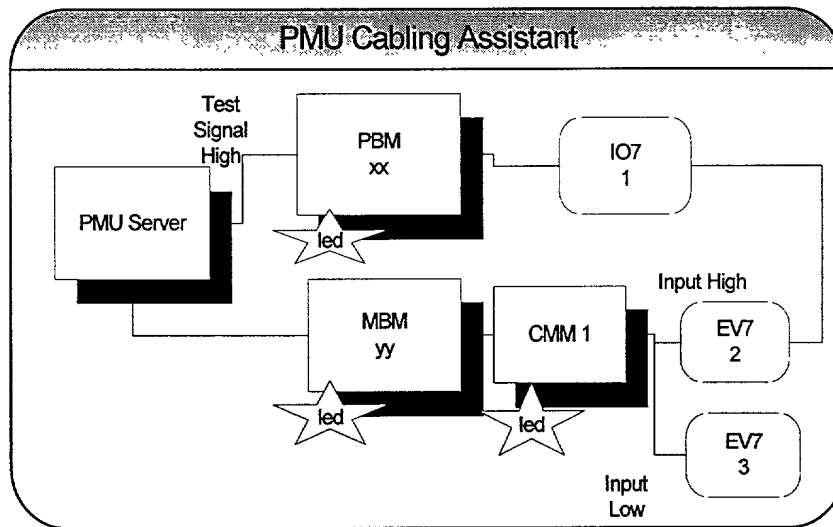 PMU Cabling Assistant
Test
Signal
High
PBM
xx
IO7
1
PMU Server
led
MBM
yy
CMM 1
Input High
EV7
2
led
led
EV7
3
Input
Low